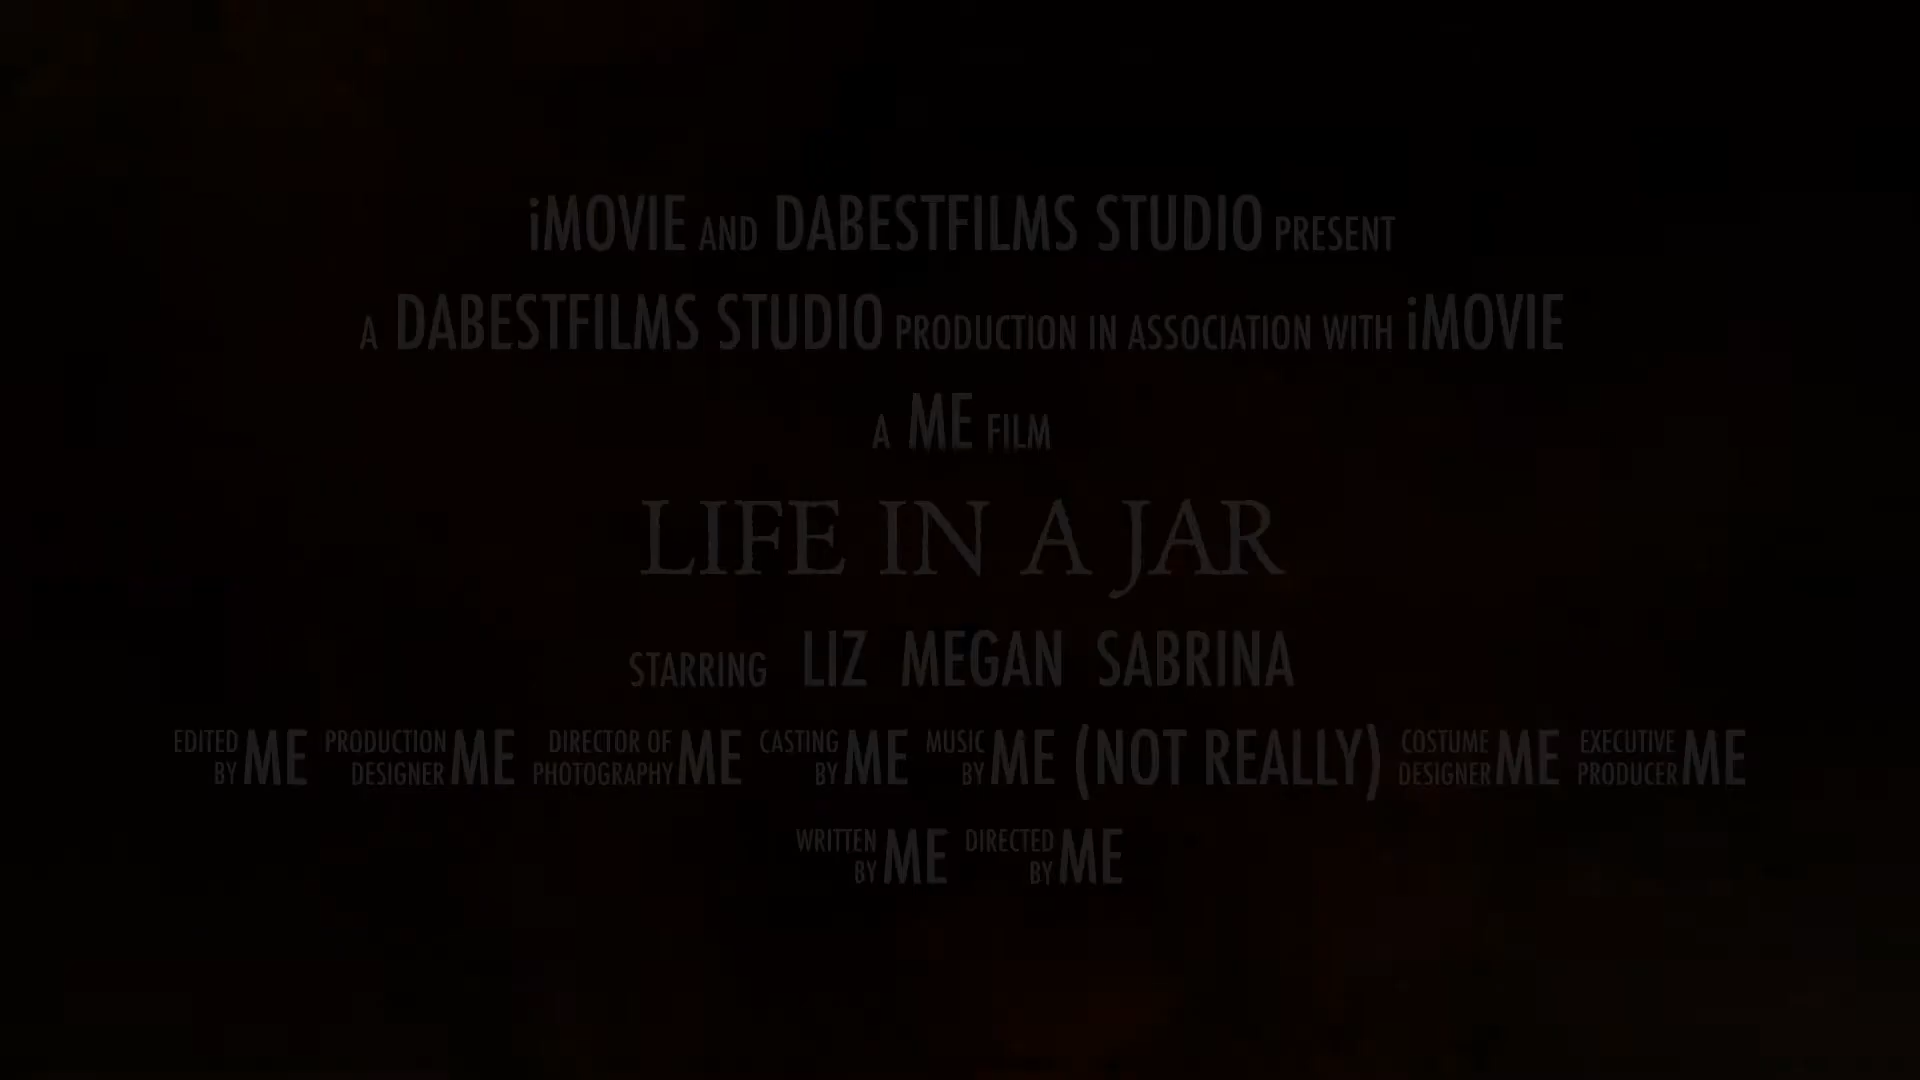 iMOVIE AND DABESTFILMS STUDIO PRESENT
A DABESTFILMS STUDIO PRODUCTION IN ASSOCIATION WITH iMOVIE
A ME FILM
LIFE IN A JAR
STARRING LIZ MEGAN SABRINA
EDITED BY ME PRODUCTION DESIGNER ME DIRECTOR OF PHOTOGRAPHY ME CASTING BY ME MUSIC BY ME (NOT REALLY) COSTUME DESIGNER ME EXECUTIVE PRODUCER ME
WRITTEN BY ME DIRECTED BY ME